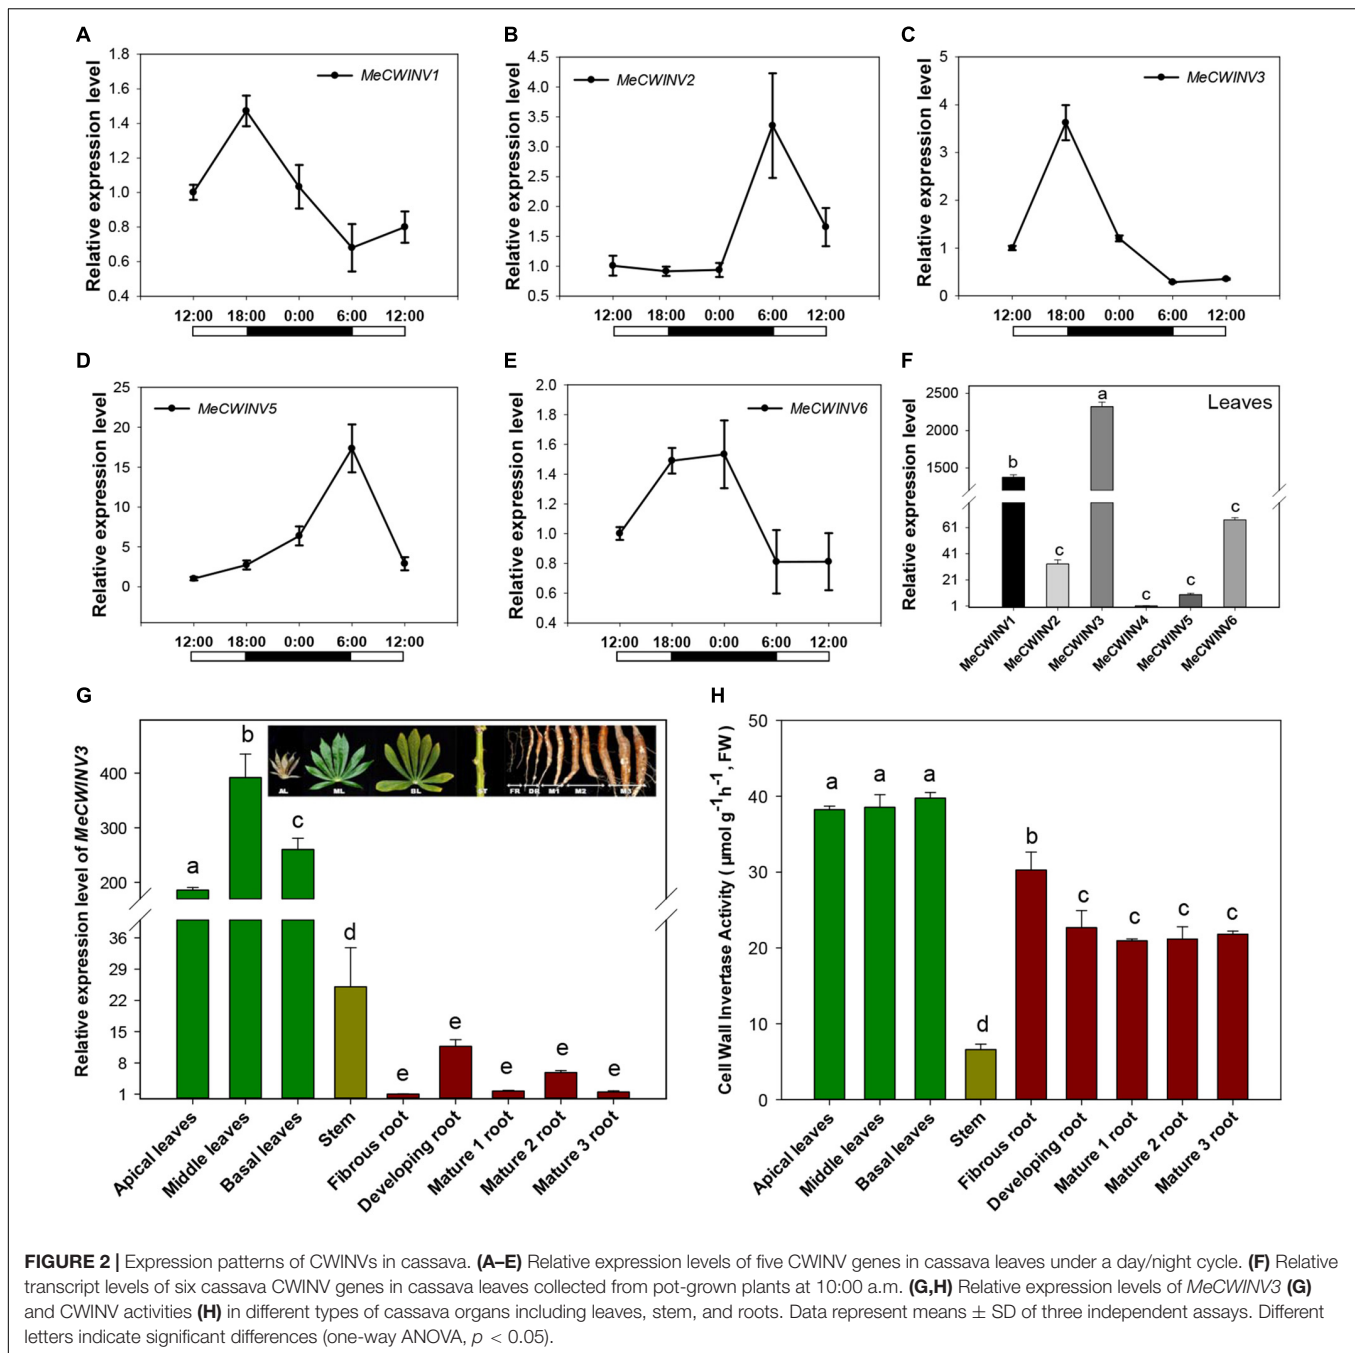 A
Relative expression level
1.8
1.6
1.4
1.2
1.0
0.8
0.6
0.4
MeCWINV1
12:00 18:00 0:00 6:00 12:00
B
Relative expression level
4.5
4.0
3.5
3.0
2.5
2.0
1.5
1.0
0.5
MeCWINV2
12:00 18:00 0:00 6:00 12:00
C
Relative expression level
5
4
3
2
1
0
MeCWINV3
12:00 18:00 0:00 6:00 12:00
D
Relative expression level
25
20
15
10
5
0
MeCWINV5
12:00 18:00 0:00 6:00 12:00
E
Relative expression level
2.0
1.8
1.6
1.4
1.2
1.0
0.8
0.6
0.4
MeCWINV6
12:00 18:00 0:00 6:00 12:00
F
Relative expression level
2500
2000
1500
61
41
21
1
Leaves
b c a c c c
MeCWINV1 MeCWINV2 MeCWINV3 MeCWINV4 MeCWINV5 MeCWINV6
G
Relative expression level of MeCWINV3
400
300
200
36
29
22
15
8
1
a b c d e e e e e
AL ML BL ST FR DR M1 M2 M3
Apical leaves Middle leaves Basal leaves Stem Fibrous root Developing root Mature 1 root Mature 2 root Mature 3 root
H
Cell Wall Invertase Activity ( µmol g⁻¹h⁻¹, FW)
50
40
30
20
10
0
a a a d b c c c c
Apical leaves Middle leaves Basal leaves Stem Fibrous root Developing root Mature 1 root Mature 2 root Mature 3 root
FIGURE 2 | Expression patterns of CWINVs in cassava. (A–E) Relative expression levels of five CWINV genes in cassava leaves under a day/night cycle. (F) Relative
transcript levels of six cassava CWINV genes in cassava leaves collected from pot-grown plants at 10:00 a.m. (G,H) Relative expression levels of MeCWINV3 (G)
and CWINV activities (H) in different types of cassava organs including leaves, stem, and roots. Data represent means ± SD of three independent assays. Different
letters indicate significant differences (one-way ANOVA, p < 0.05).